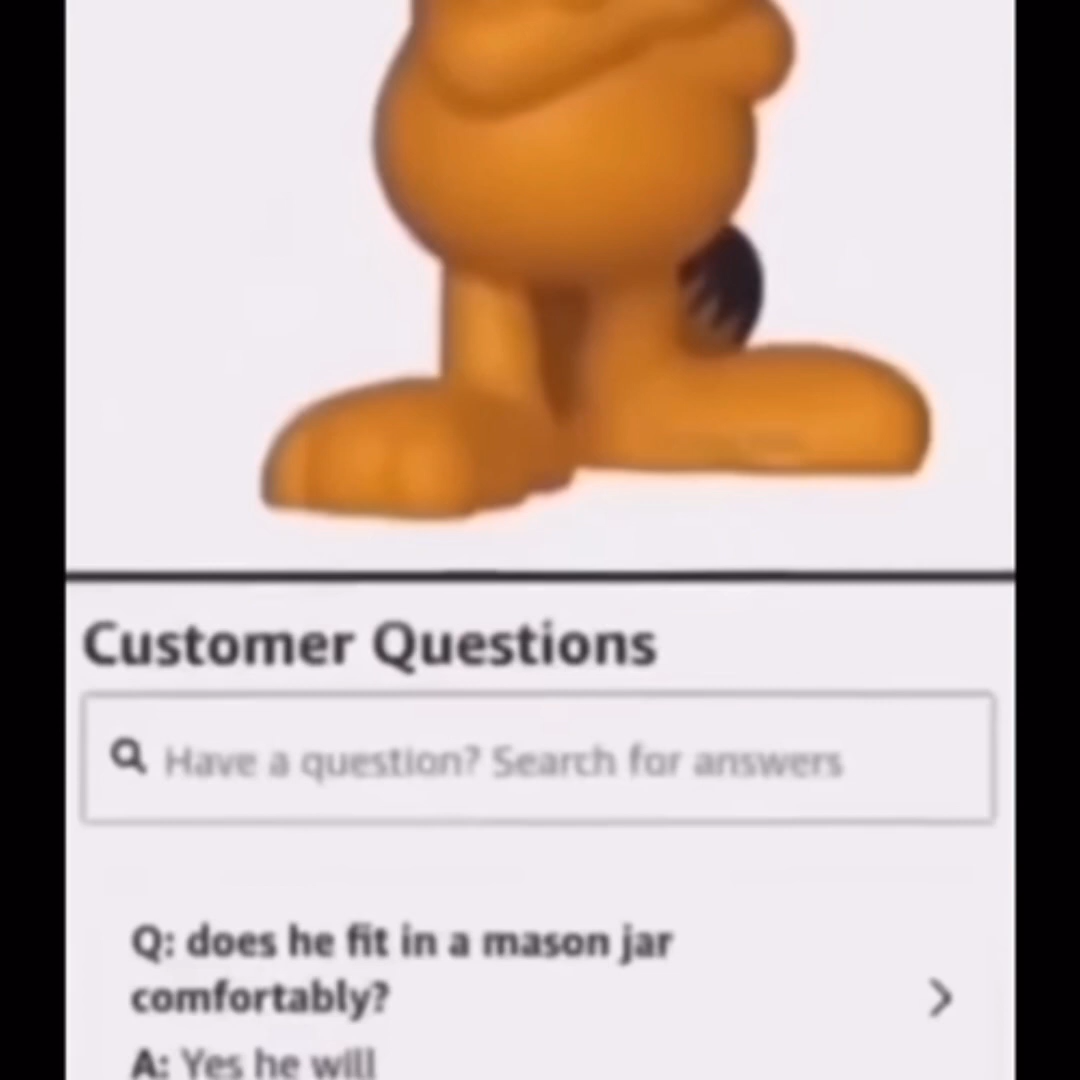 Customer Questions
Have a question? Search for answers
Q: does he fit in a mason jar
comfortably?
A: Yes he will